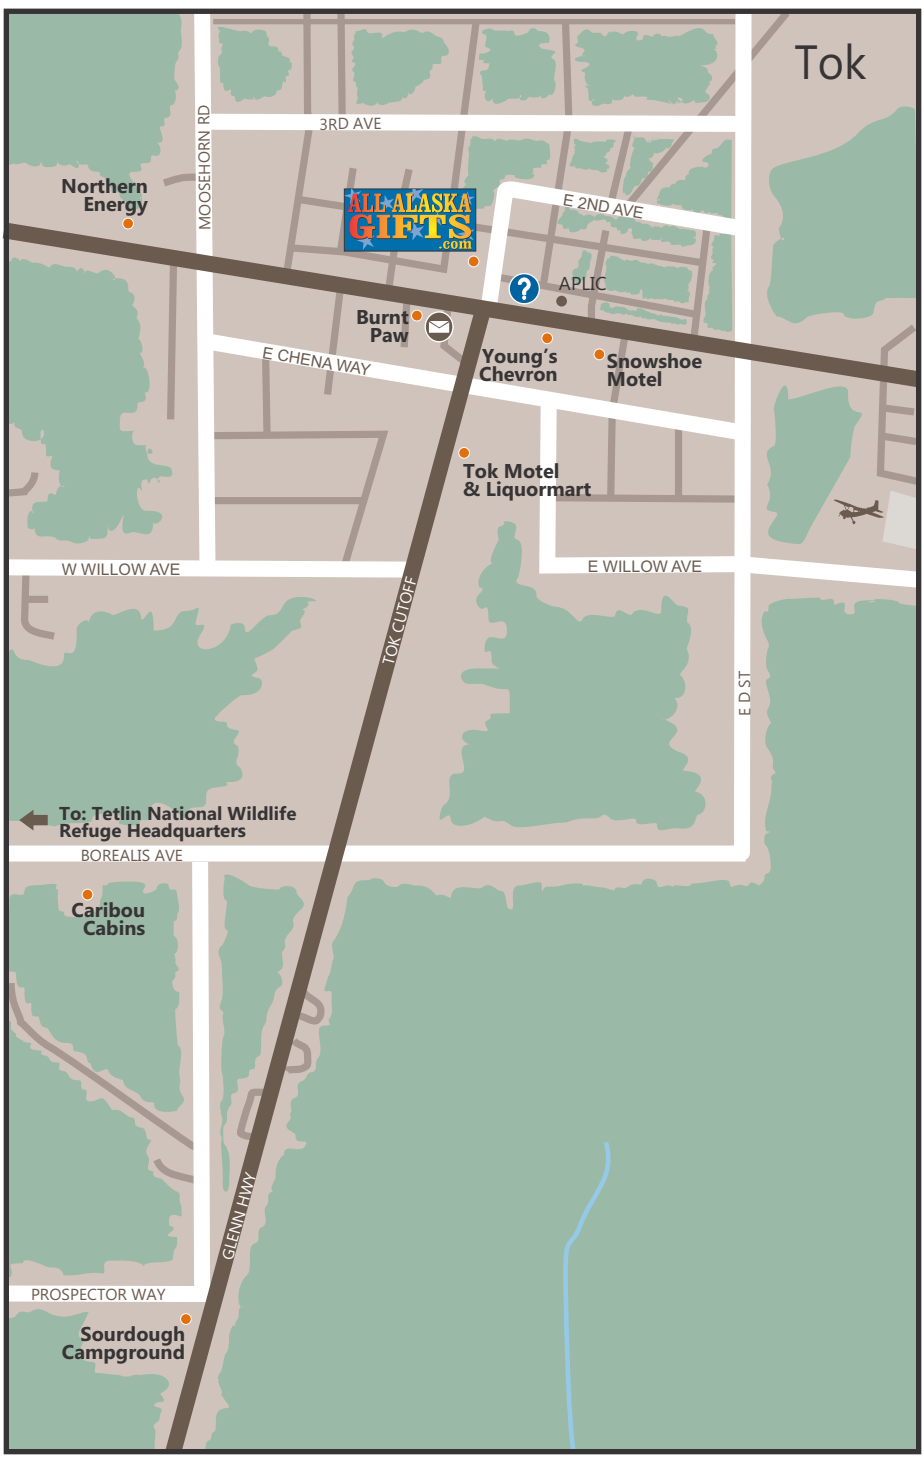 Tok
MOOSEHORN RD
3RD AVE
Northern
Energy
ALL ALASKA
GIFTS
.com
E 2ND AVE
?
APLIC
Burnt
Paw
E CHENA WAY
Young's
Chevron
Snowshoe
Motel
Tok Motel
& Liquormart
W WILLOW AVE
E WILLOW AVE
TOK CUTOFF
E D ST
To: Tetlin National Wildlife
Refuge Headquarters
BOREALIS AVE
Caribou
Cabins
GLENN HWY
PROSPECTOR WAY
Sourdough
Campground